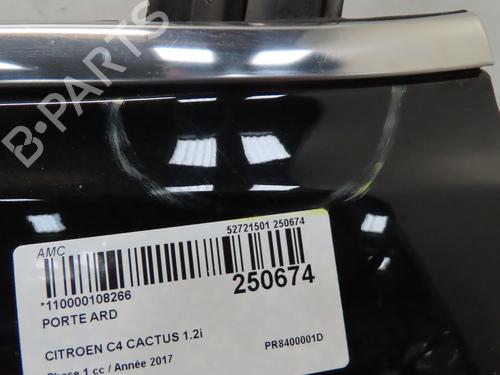 B-PARTS
52721501 250674
AMC
*110000108266
250674
PORTE ARD
CITROEN C4 CACTUS 1.2i
PR8400001D
Phase 1 cc / Année 2017